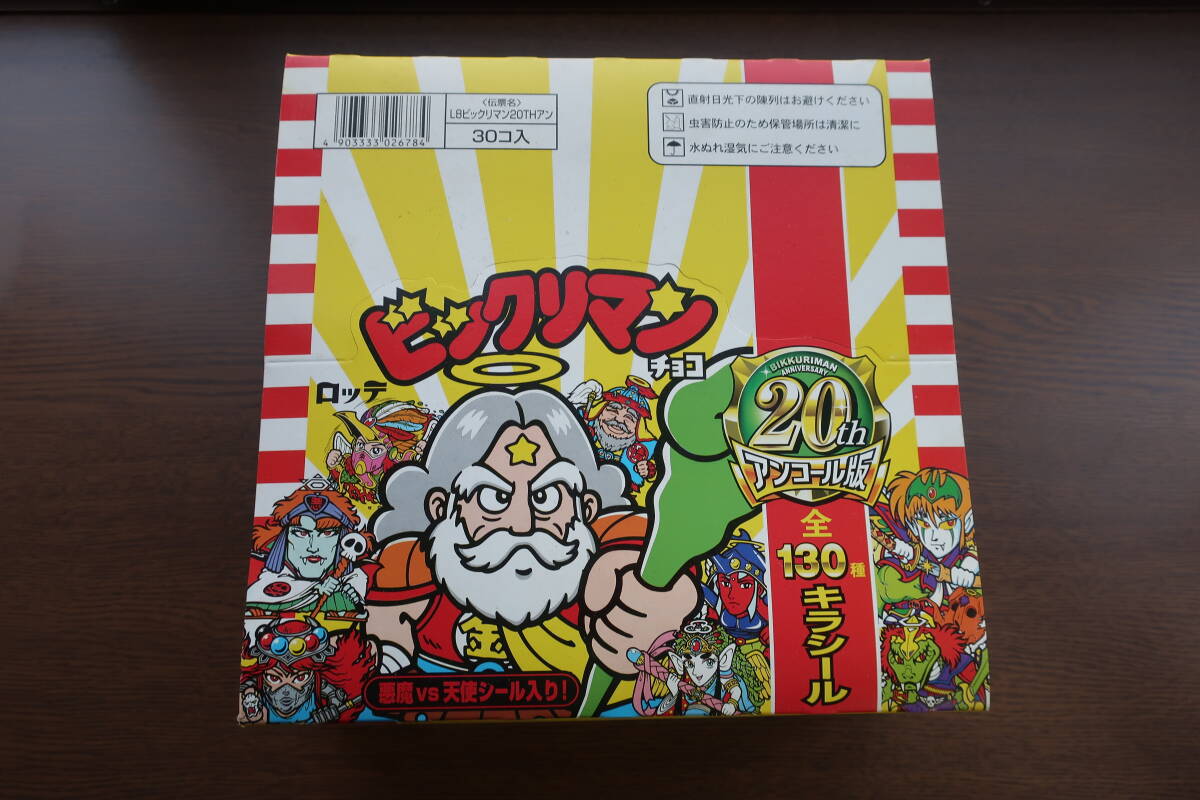 〈伝票名〉
L8ビックリマン20THアン
30コ入
4 903333 026784
直射日光下の陳列はお避けください
虫害防止のため保管場所は清潔に
水ぬれ湿気にご注意ください
ビックリマン
チョコ
ロッテ
BIKKURIMAN
ANNIVERSARY
20th
アンコール版
全
130種
キラシール
金
悪魔vs天使シール入り!